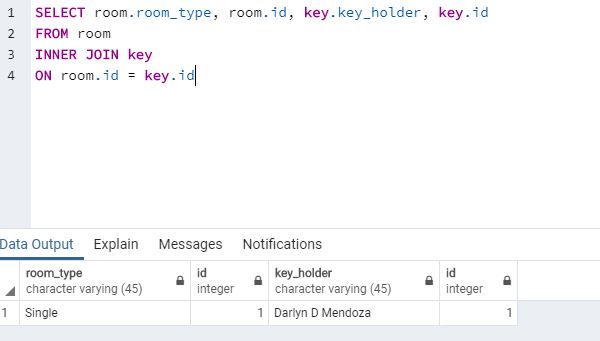 1 SELECT room.room_type, room.id, key.key_holder, key.id
2 FROM room
3 INNER JOIN key
4 ON room.id = key.id
Data Output Explain Messages Notifications
room_type id key_holder id
character varying (45) integer character varying (45) integer
1 Single 1 Darlyn D Mendoza 1